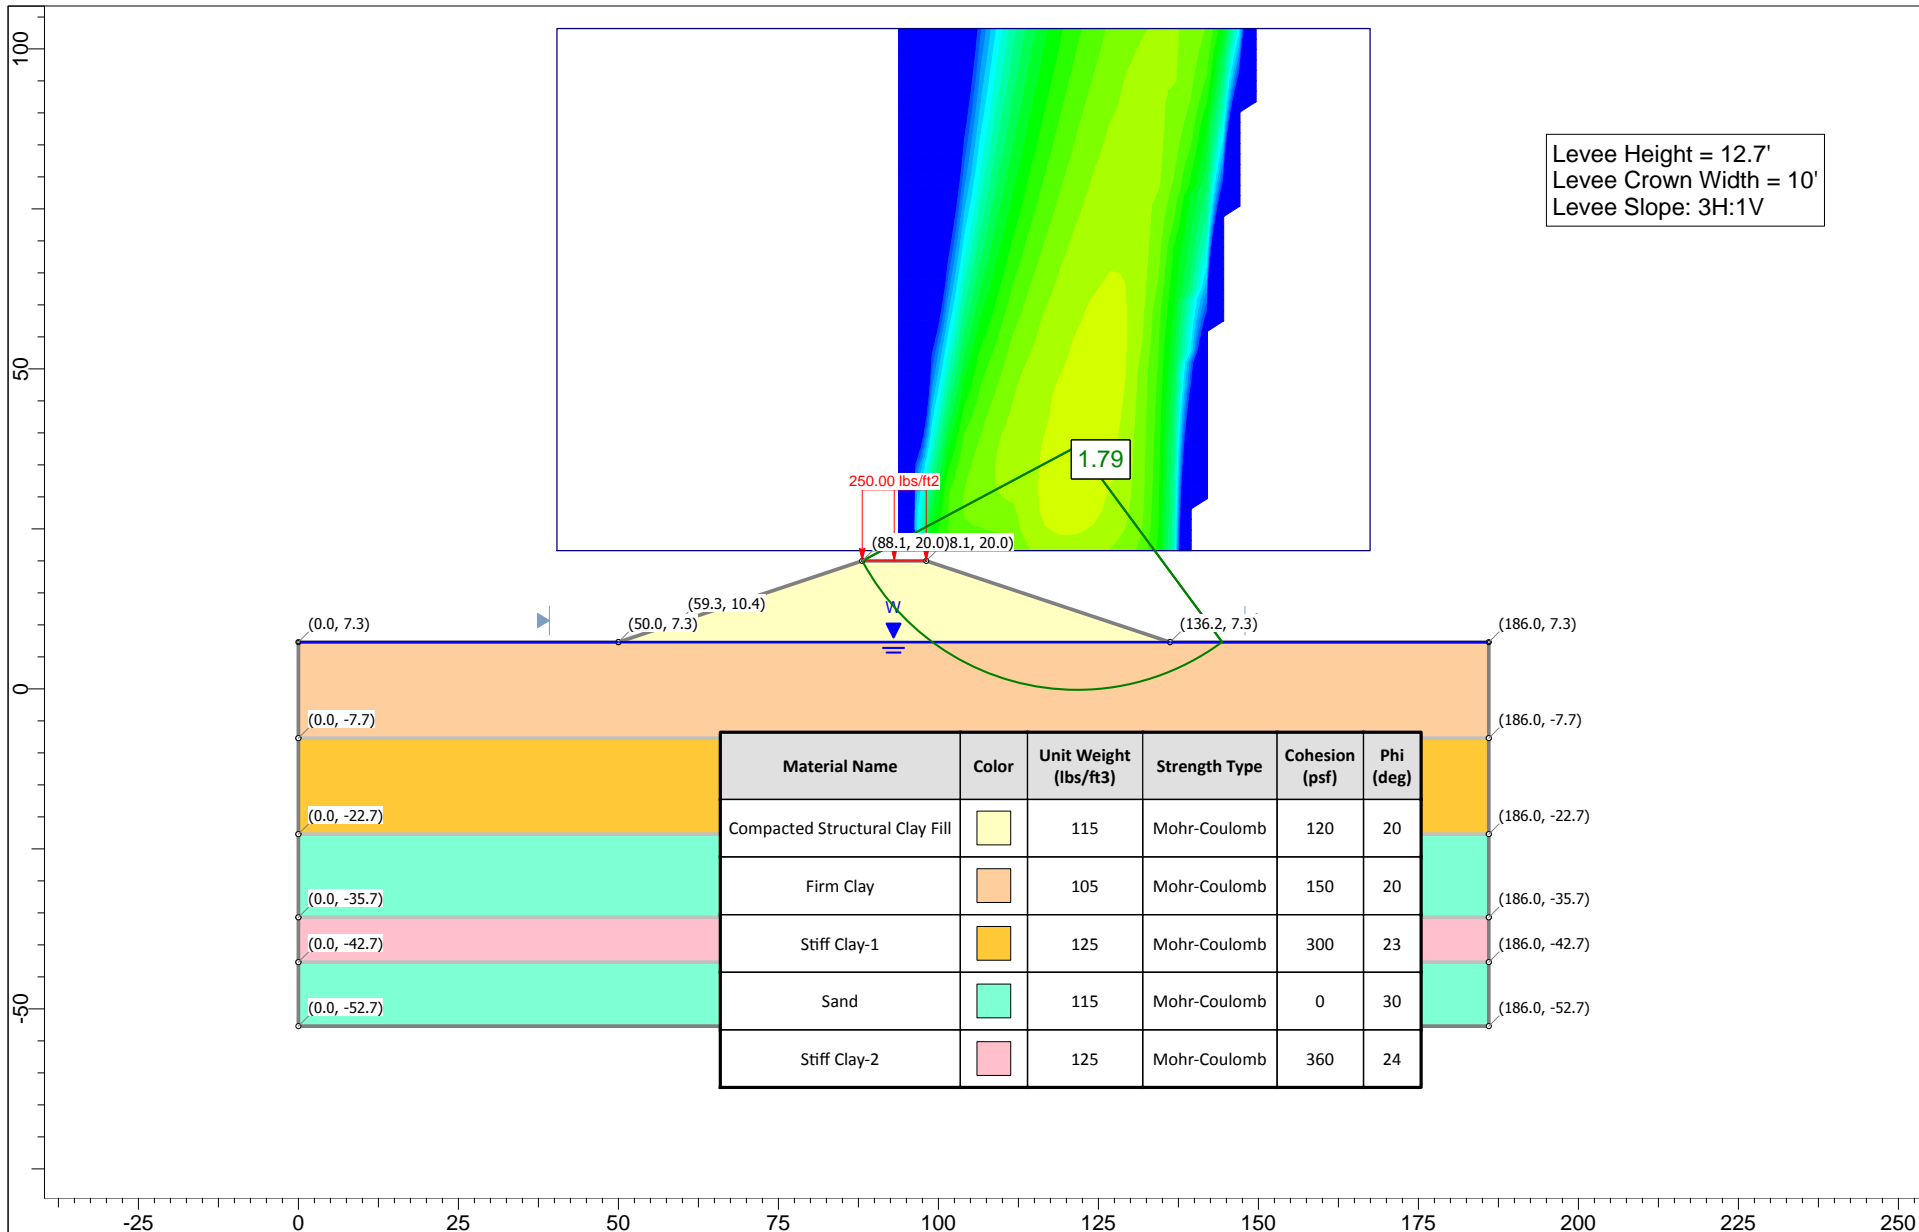 100
50
0
-50
Levee Height = 12.7'
Levee Crown Width = 10'
Levee Slope: 3H:1V
1.79
250.00 lbs/ft2
(88.1, 20.0)
8.1, 20.0)
(59.3, 10.4)
W
(0.0, 7.3)
(50.0, 7.3)
(136.2, 7.3)
(186.0, 7.3)
(0.0, -7.7)
(186.0, -7.7)
(0.0, -22.7)
(186.0, -22.7)
(0.0, -35.7)
(186.0, -35.7)
(0.0, -42.7)
(186.0, -42.7)
(0.0, -52.7)
(186.0, -52.7)
Material Name Color Unit Weight (lbs/ft3) Strength Type Cohesion (psf) Phi (deg)
Compacted Structural Clay Fill 115 Mohr-Coulomb 120 20
Firm Clay 105 Mohr-Coulomb 150 20
Stiff Clay-1 125 Mohr-Coulomb 300 23
Sand 115 Mohr-Coulomb 0 30
Stiff Clay-2 125 Mohr-Coulomb 360 24
-25 0 25 50 75 100 125 150 175 200 225 250